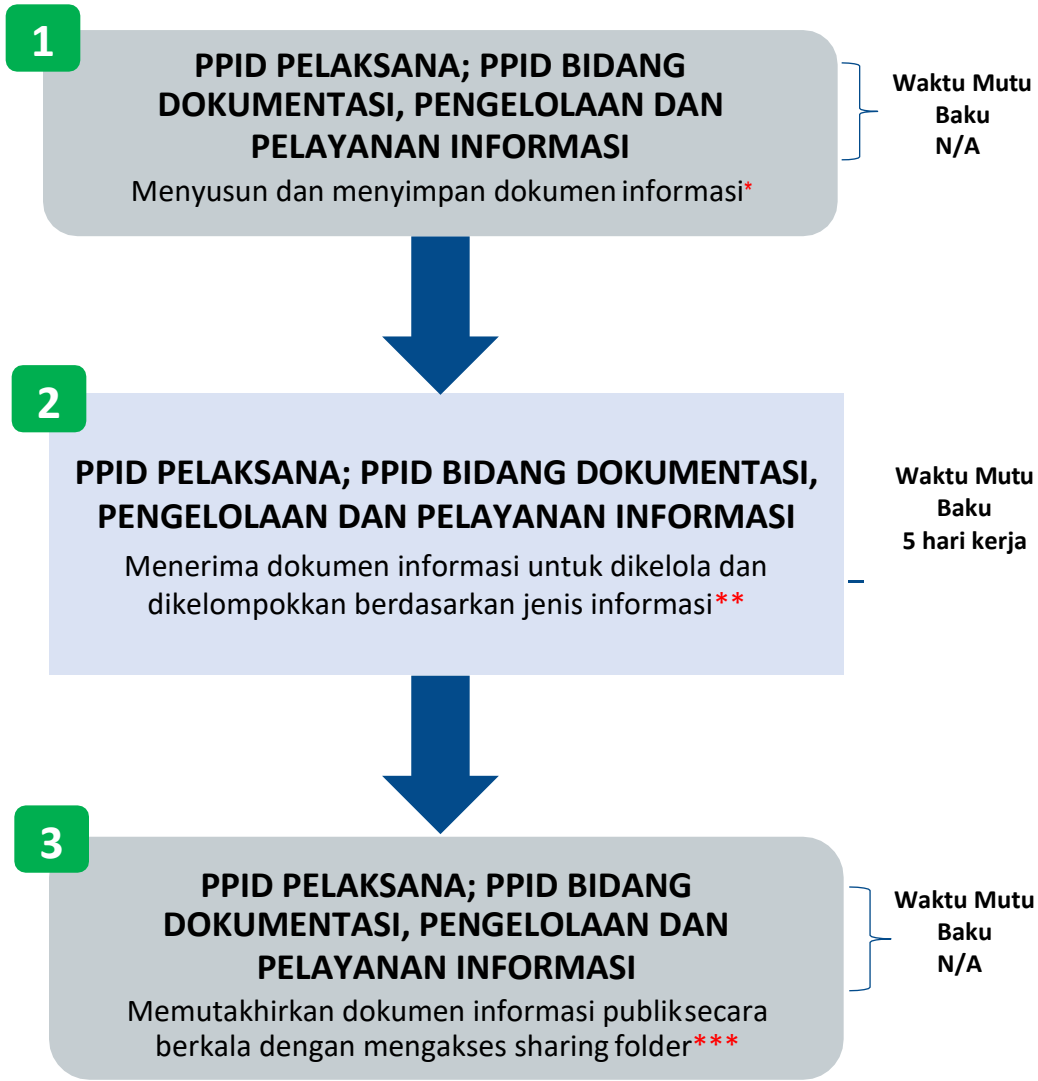 1
PPID PELAKSANA; PPID BIDANG
DOKUMENTASI, PENGELOLAAN DAN
PELAYANAN INFORMASI
Menyusun dan menyimpan dokumen informasi*
Waktu Mutu
Baku
N/A
2
PPID PELAKSANA; PPID BIDANG DOKUMENTASI,
PENGELOLAAN DAN PELAYANAN INFORMASI
Menerima dokumen informasi untuk dikelola dan
dikelompokkan berdasarkan jenis informasi**
Waktu Mutu
Baku
5 hari kerja
3
PPID PELAKSANA; PPID BIDANG
DOKUMENTASI, PENGELOLAAN DAN
PELAYANAN INFORMASI
Memutakhirkan dokumen informasi publiksecara
berkala dengan mengakses sharing folder***
Waktu Mutu
Baku
N/A